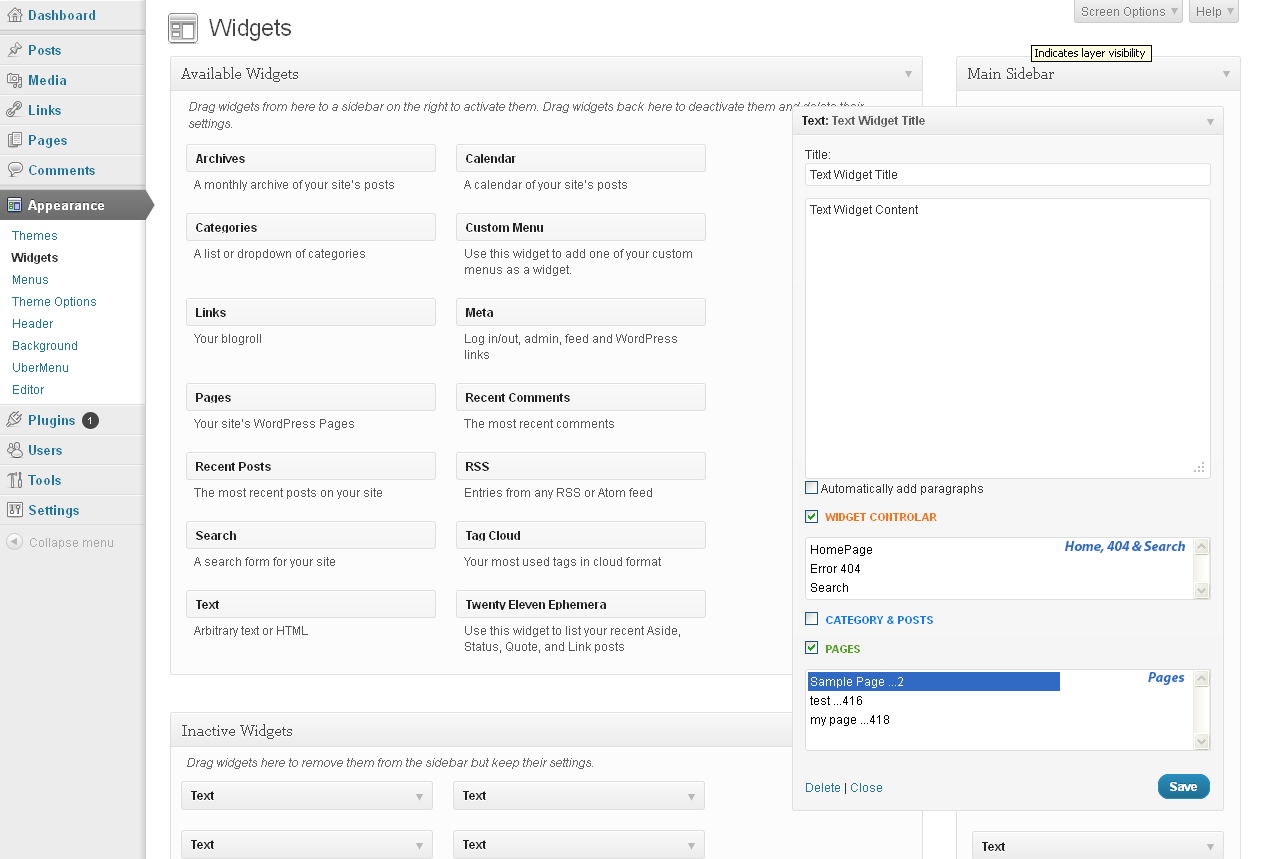 Dashboard
Posts
Media
Links
Pages
Comments
Appearance
Themes
Widgets
Menus
Theme Options
Header
Background
UberMenu
Editor
Plugins 1
Users
Tools
Settings
Collapse menu
Screen Options
Help
Widgets
Indicates layer visibility
Available Widgets
Drag widgets from here to a sidebar on the right to activate them. Drag widgets back here to deactivate them and delete their
settings.
Archives
A monthly archive of your site's posts
Calendar
A calendar of your site's posts
Categories
A list or dropdown of categories
Custom Menu
Use this widget to add one of your custom
menus as a widget.
Links
Your blogroll
Meta
Log in/out, admin, feed and WordPress
links
Pages
Your site's WordPress Pages
Recent Comments
The most recent comments
Recent Posts
The most recent posts on your site
RSS
Entries from any RSS or Atom feed
Search
A search form for your site
Tag Cloud
Your most used tags in cloud format
Text
Arbitrary text or HTML
Twenty Eleven Ephemera
Use this widget to list your recent Aside,
Status, Quote, and Link posts
Inactive Widgets
Drag widgets here to remove them from the sidebar but keep their settings.
Text
Text
Text
Text
Main Sidebar
Text: Text Widget Title
Title:
Text Widget Title
Text Widget Content
Automatically add paragraphs
WIDGET CONTROLAR
Home, 404 & Search
HomePage
Error 404
Search
CATEGORY & POSTS
PAGES
Pages
Sample Page ...2
test ...416
my page ...418
Delete | Close
Save
Text